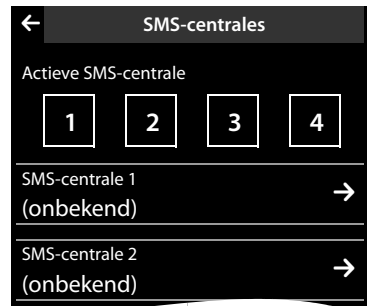 SMS-centrales
Actieve SMS-centrale
1 2 3 4
SMS-centrale 1
(onbekend)
SMS-centrale 2
(onbekend)